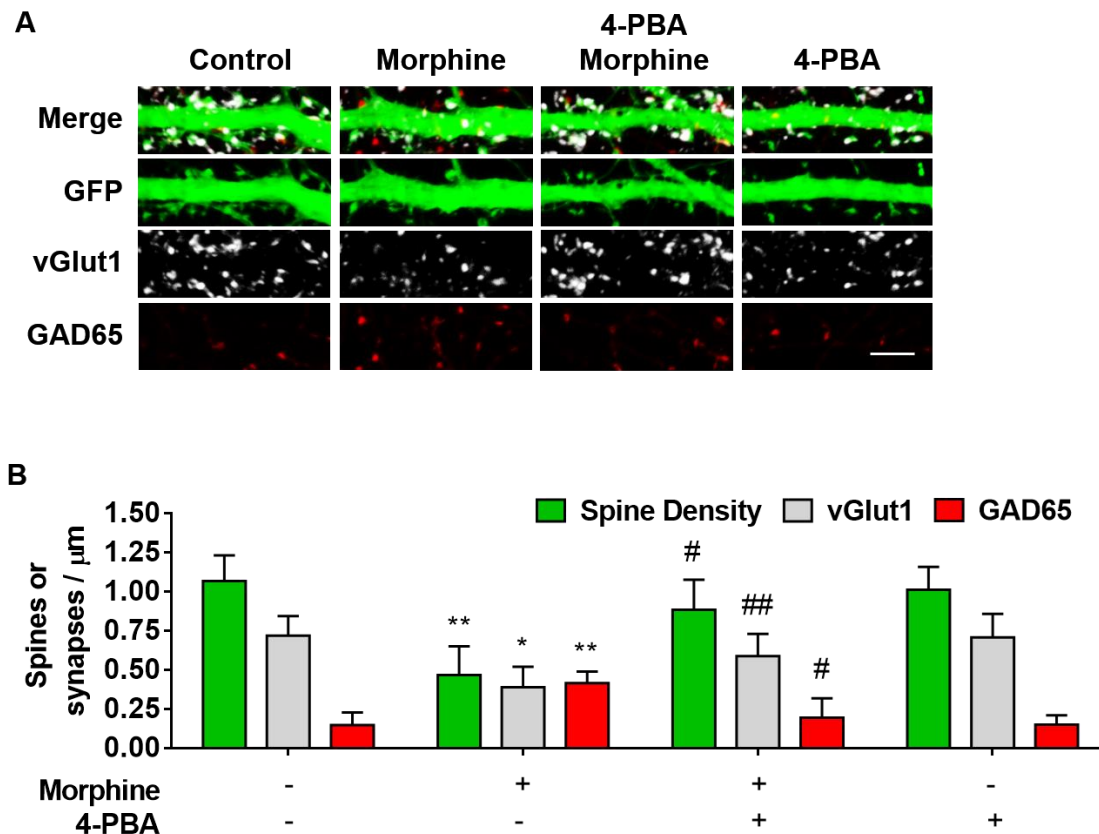 A
Control Morphine 4-PBA Morphine 4-PBA
Merge
GFP
vGlut1
GAD65
B
Spine Density vGlut1 GAD65
Spines or synapses / µm
1.50
1.25
1.00
0.75
0.50
0.25
0.00
** * ** # ## #
Morphine - + + -
4-PBA - - + +